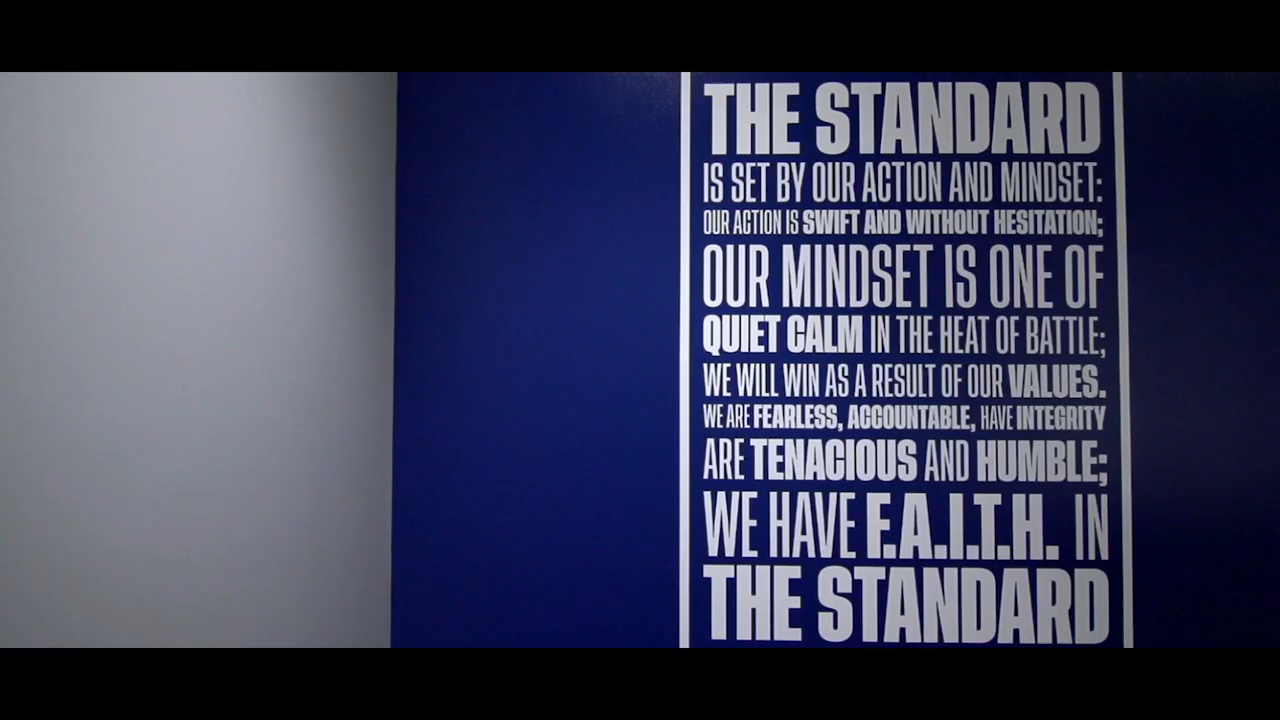 THE STANDARD
IS SET BY OUR ACTION AND MINDSET:
OUR ACTION IS SWIFT AND WITHOUT HESITATION;
OUR MINDSET IS ONE OF
QUIET CALM IN THE HEAT OF BATTLE;
WE WILL WIN AS A RESULT OF OUR VALUES.
WE ARE FEARLESS, ACCOUNTABLE, HAVE INTEGRITY
ARE TENACIOUS AND HUMBLE;
WE HAVE F.A.I.T.H. IN
THE STANDARD